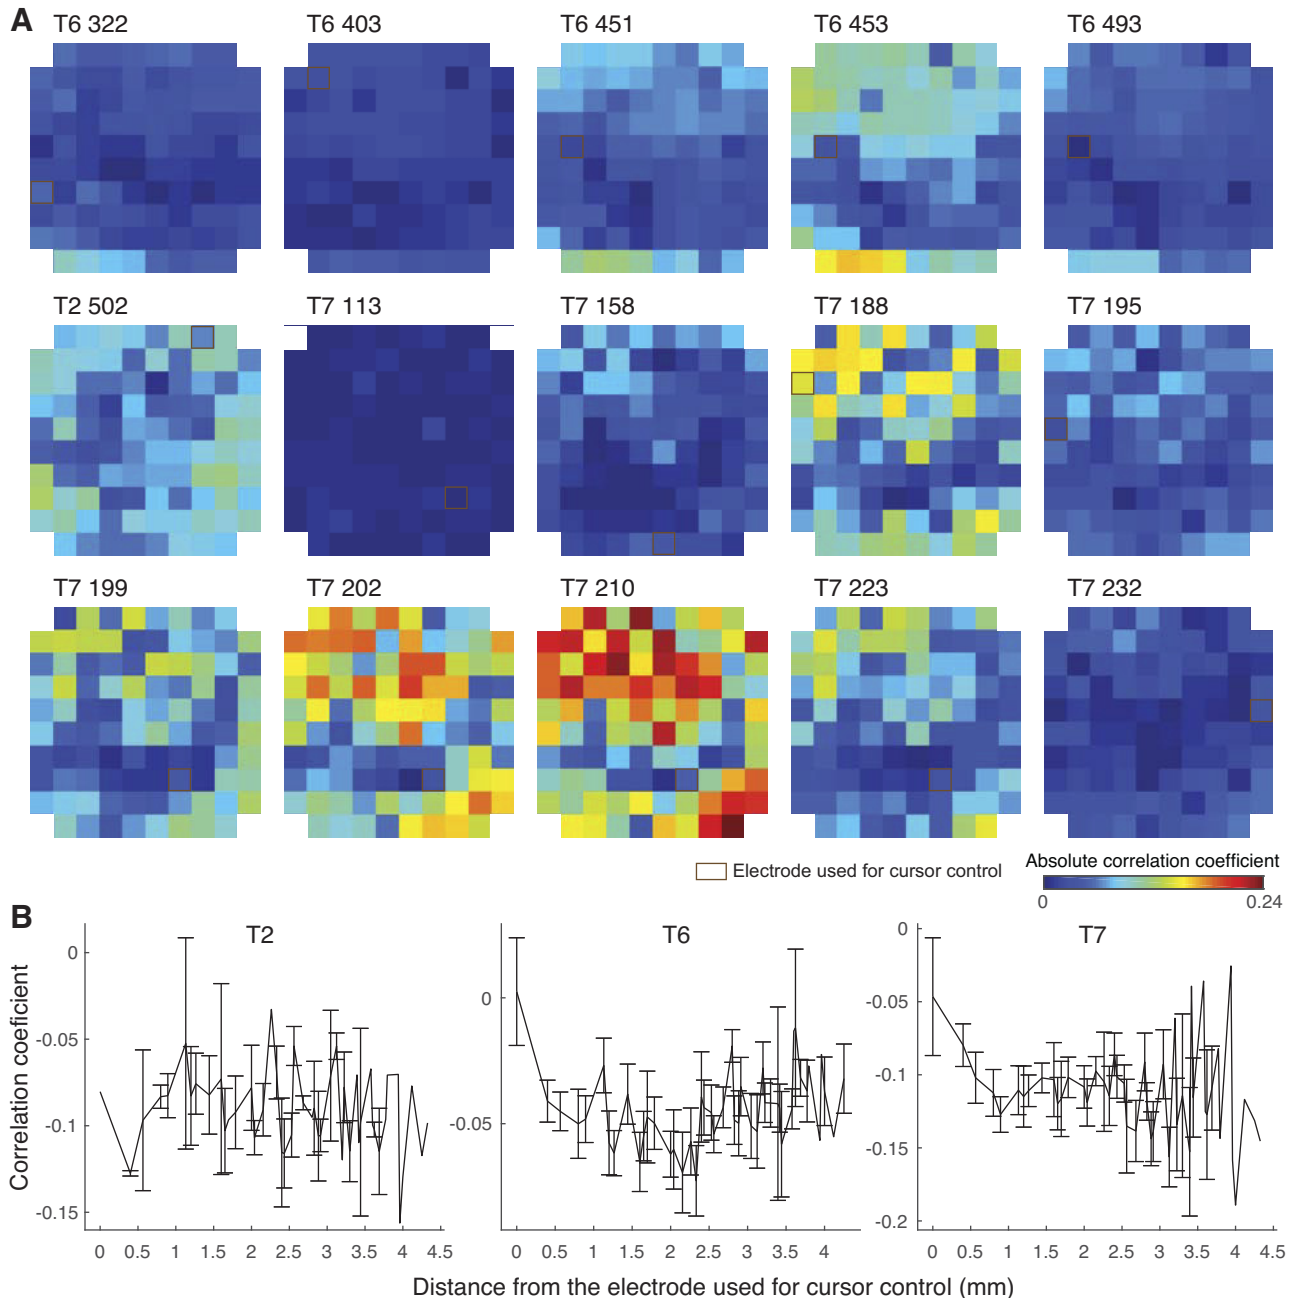 A
T6 322 T6 403 T6 451 T6 453 T6 493
T2 502 T7 113 T7 158 T7 188 T7 195
T7 199 T7 202 T7 210 T7 223 T7 232
Electrode used for cursor control
Absolute correlation coefficient
0 0.24
B
T2 T6 T7
Correlation coeficient
0
-0.05
-0.1
-0.15
0
-0.05
0
-0.05
-0.1
-0.15
-0.2
0 0.5 1 1.5 2 2.5 3 3.5 4 4.5
0 0.5 1 1.5 2 2.5 3 3.5 4
0 0.5 1 1.5 2 2.5 3 3.5 4 4.5
Distance from the electrode used for cursor control (mm)